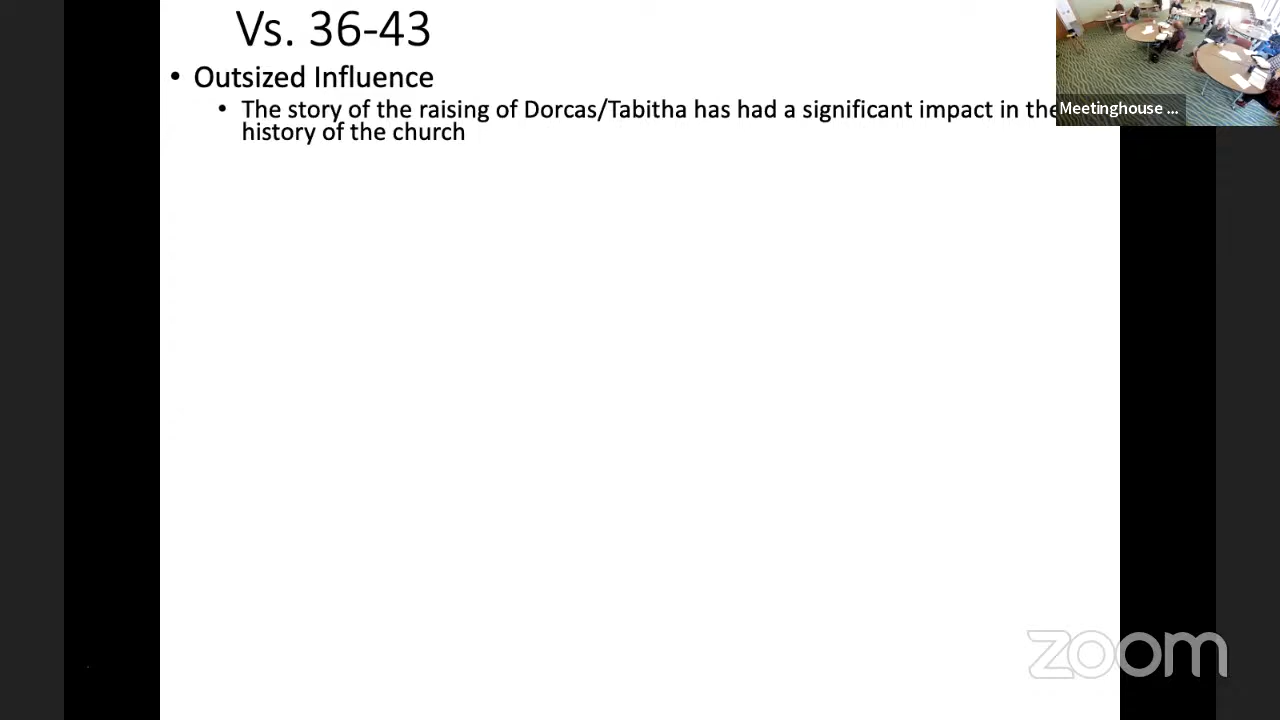 Vs. 36-43
• Outsized Influence
• The story of the raising of Dorcas/Tabitha has had a significant impact in the
history of the church
Meetinghouse ...
zoom